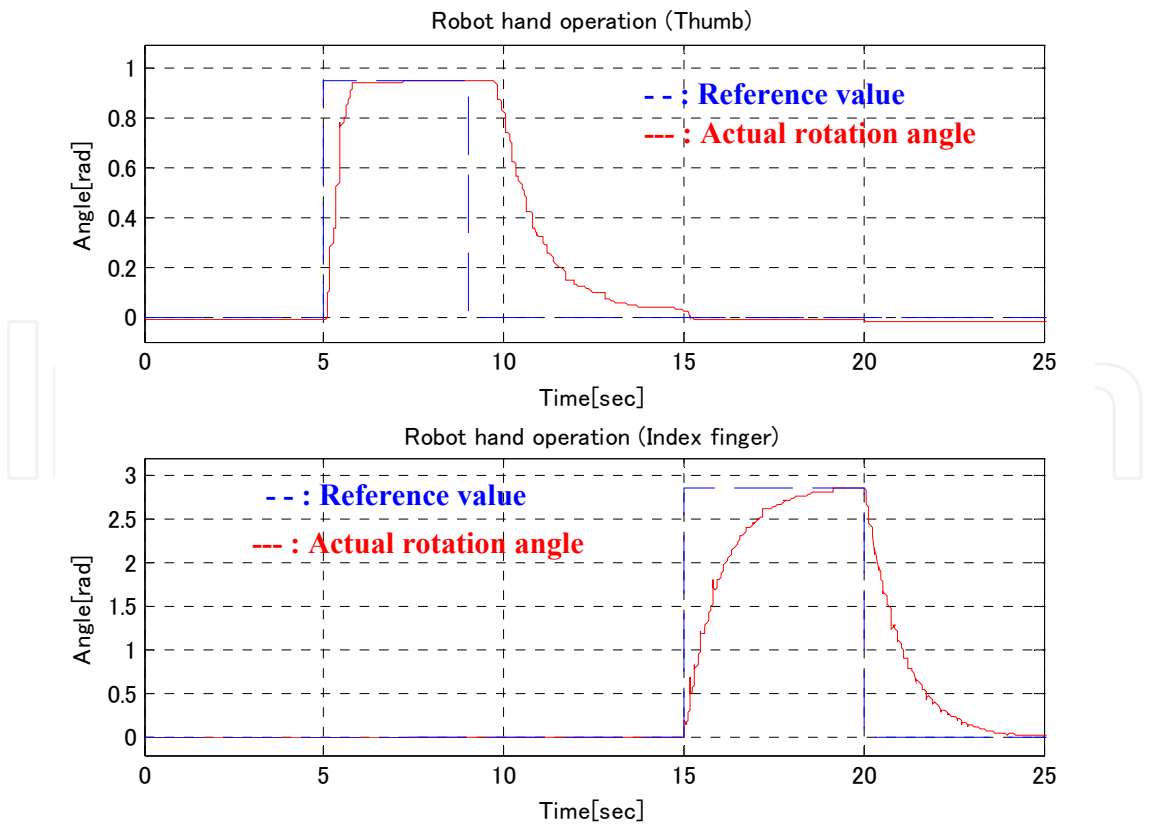 Robot hand operation (Thumb)
1
0.8
0.6
0.4
0.2
0
Angle[rad]
- - : Reference value
--- : Actual rotation angle
0 5 10 15 20 25
Time[sec]
Robot hand operation (Index finger)
3
2.5
2
1.5
1
0.5
0
Angle[rad]
- - : Reference value
--- : Actual rotation angle
0 5 10 15 20 25
Time[sec]